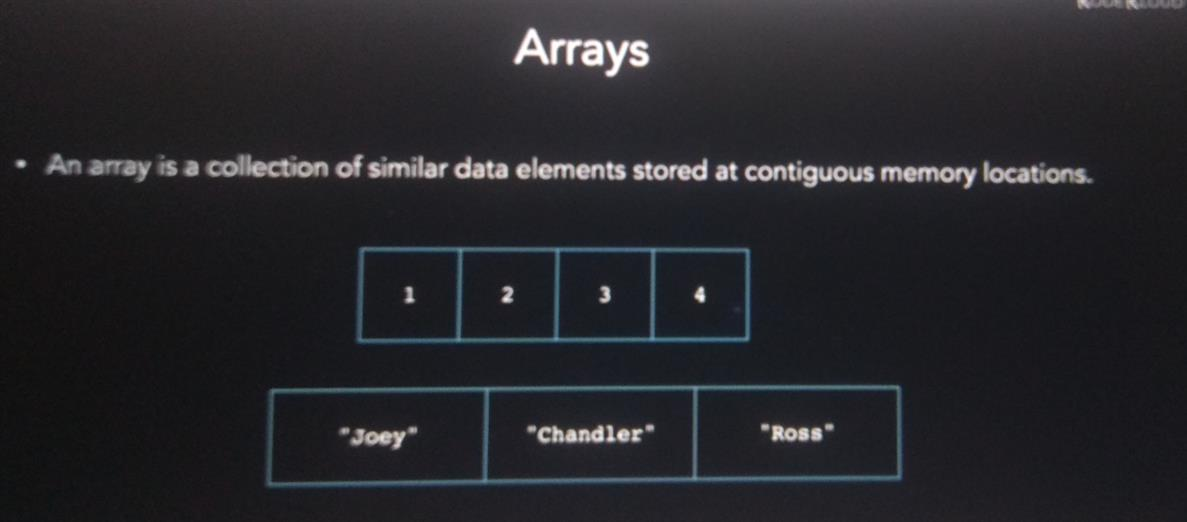 Arrays
• An array is a collection of similar data elements stored at contiguous memory locations.
1 2 3 4
"Joey" "Chandler" "Ross"